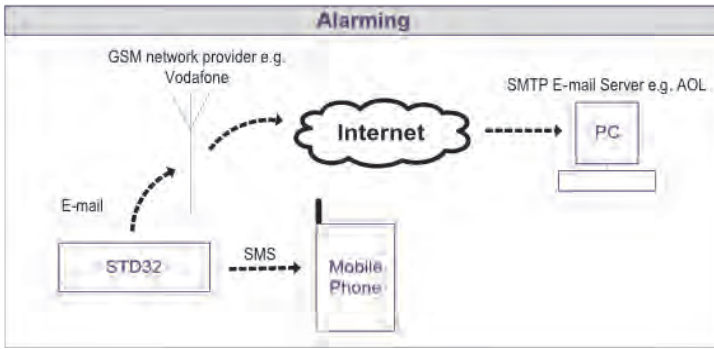 Alarming
GSM network provider e.g.
Vodafone
SMTP E-mail Server e.g. AOL
Internet
PC
E-mail
STD32
SMS
Mobile
Phone